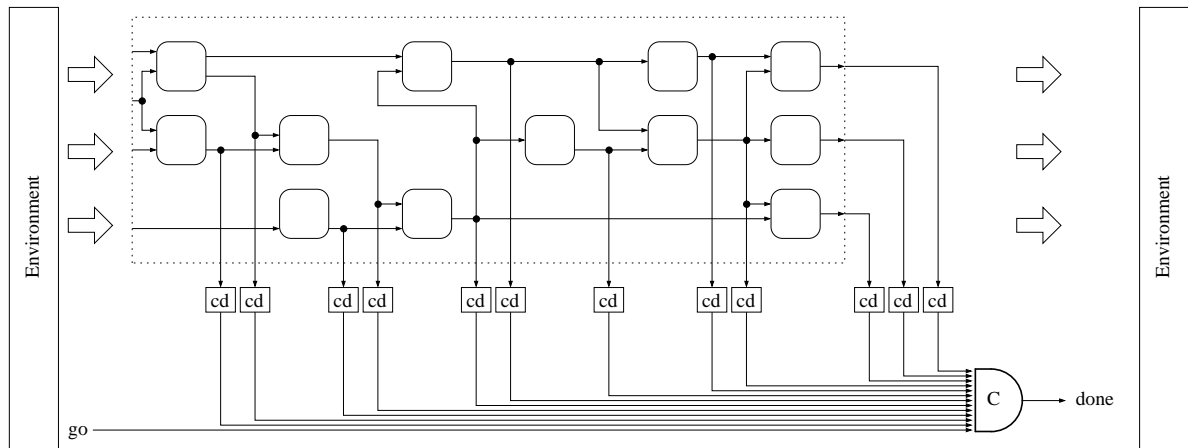 Environment
Environment
cd cd cd cd cd cd cd cd cd cd cd cd
C
done
go